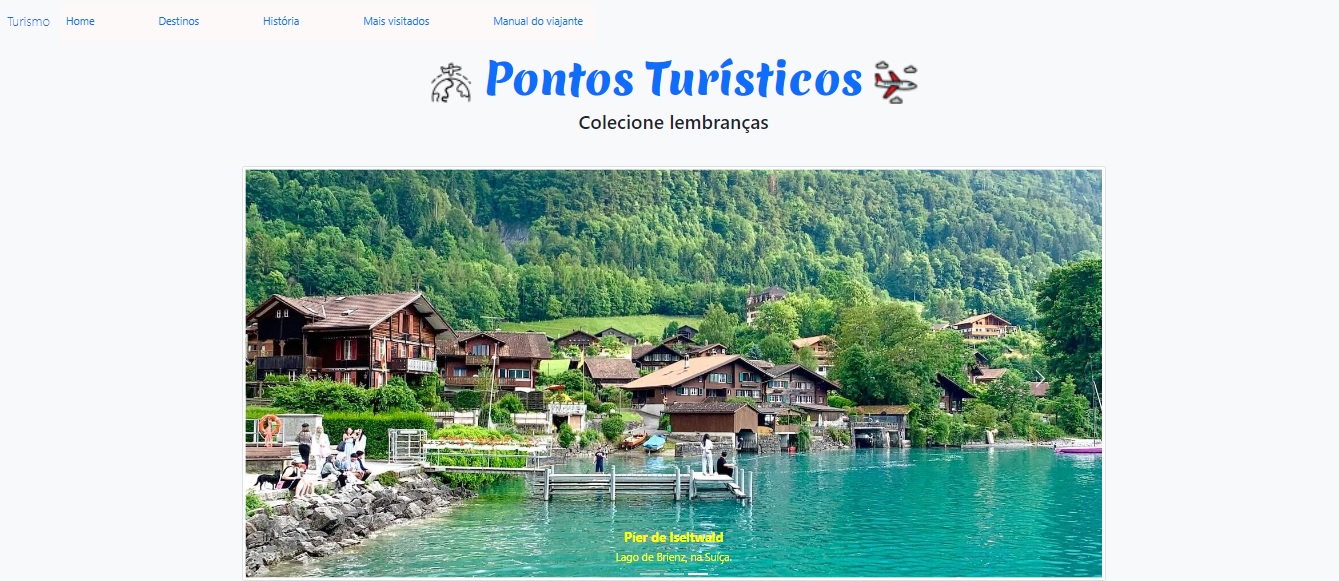 Turismo Home Destinos História Mais visitados Manual do viajante
Pontos Turísticos
Colecione lembranças
Pier de Iseltwald
Lago de Brienz, na Suíça.